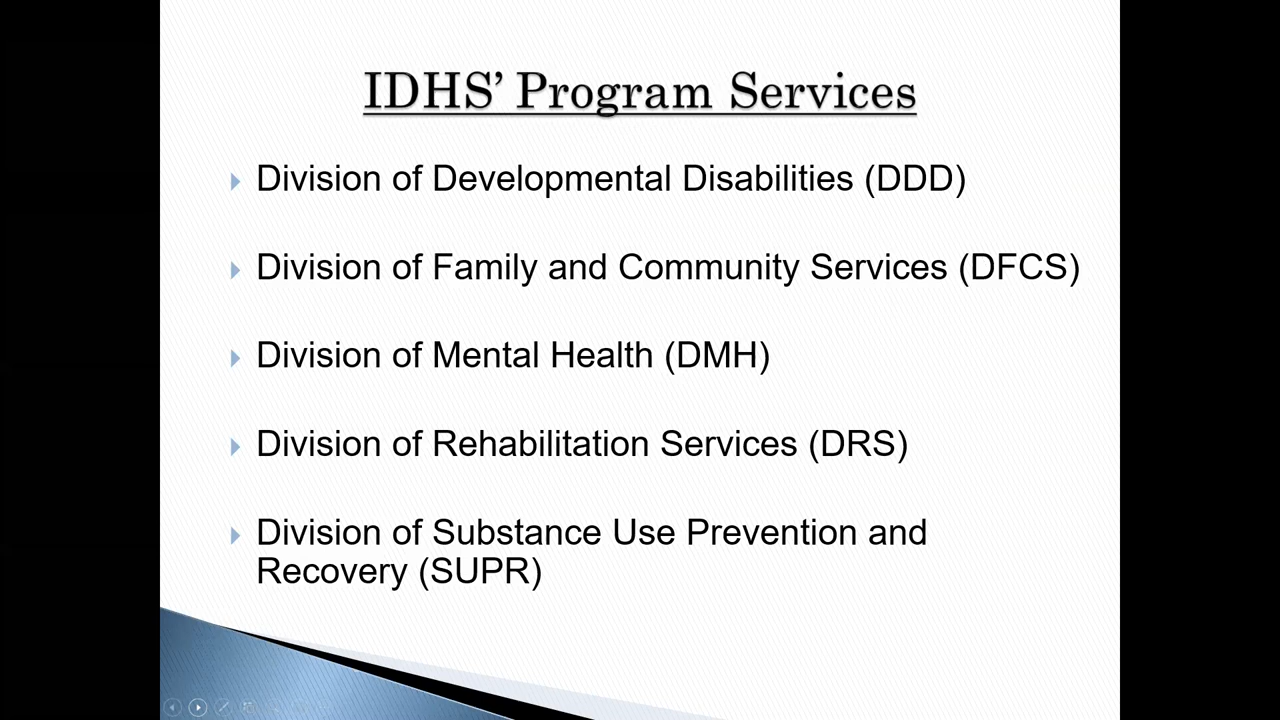 IDHS’ Program Services
Division of Developmental Disabilities (DDD)
Division of Family and Community Services (DFCS)
Division of Mental Health (DMH)
Division of Rehabilitation Services (DRS)
Division of Substance Use Prevention and
Recovery (SUPR)